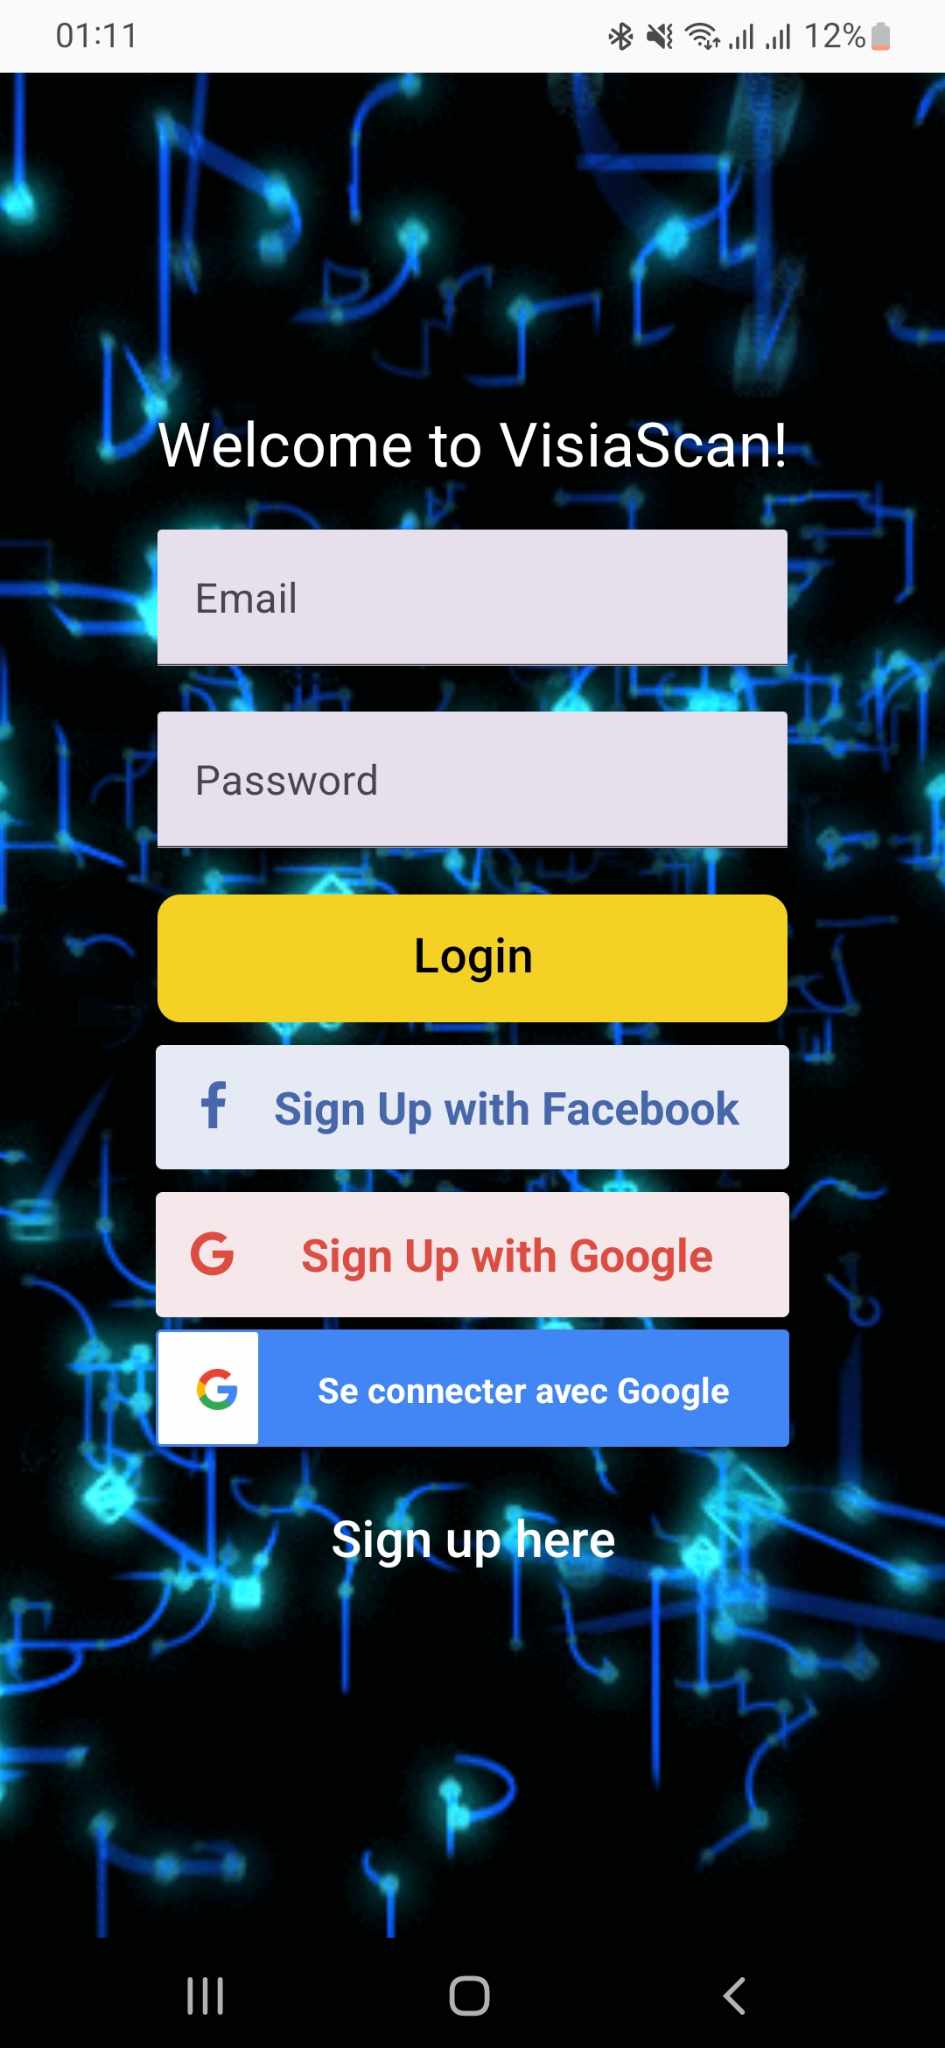 01:11
12%
Welcome to VisiaScan!
Email
Password
Login
Sign Up with Facebook
Sign Up with Google
Se connecter avec Google
Sign up here